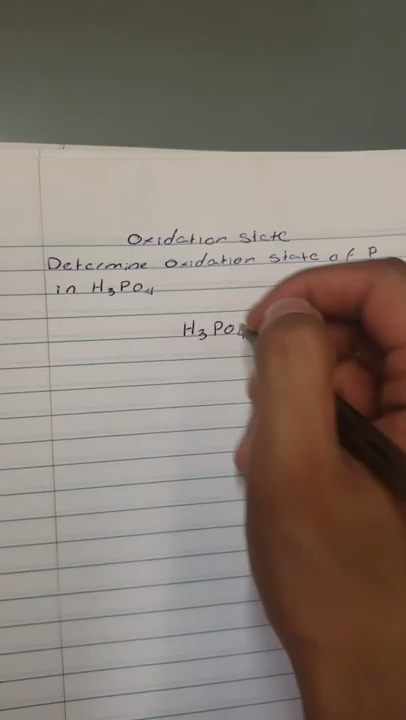 Oxidation state
Determine oxidation state of P
in H₃PO₄
H₃PO₄